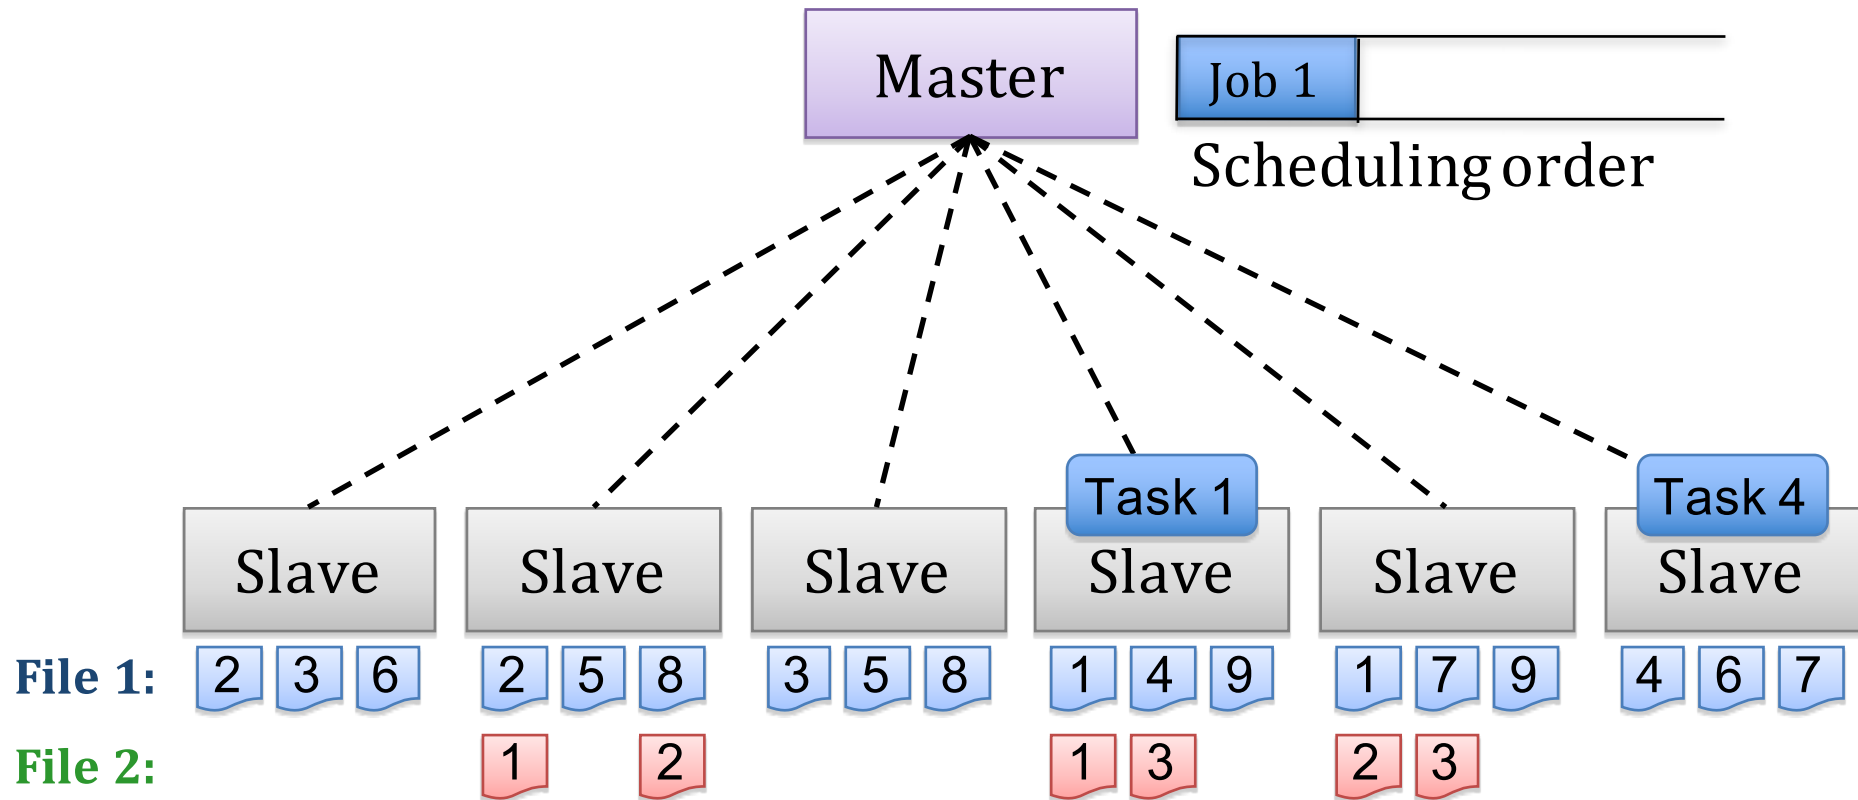 Master
Job 1
Scheduling order
Task 1
Task 4
Slave Slave Slave Slave Slave Slave
File 1: 2 3 6 2 5 8 3 5 8 1 4 9 1 7 9 4 6 7
File 2: 1 2 1 3 2 3